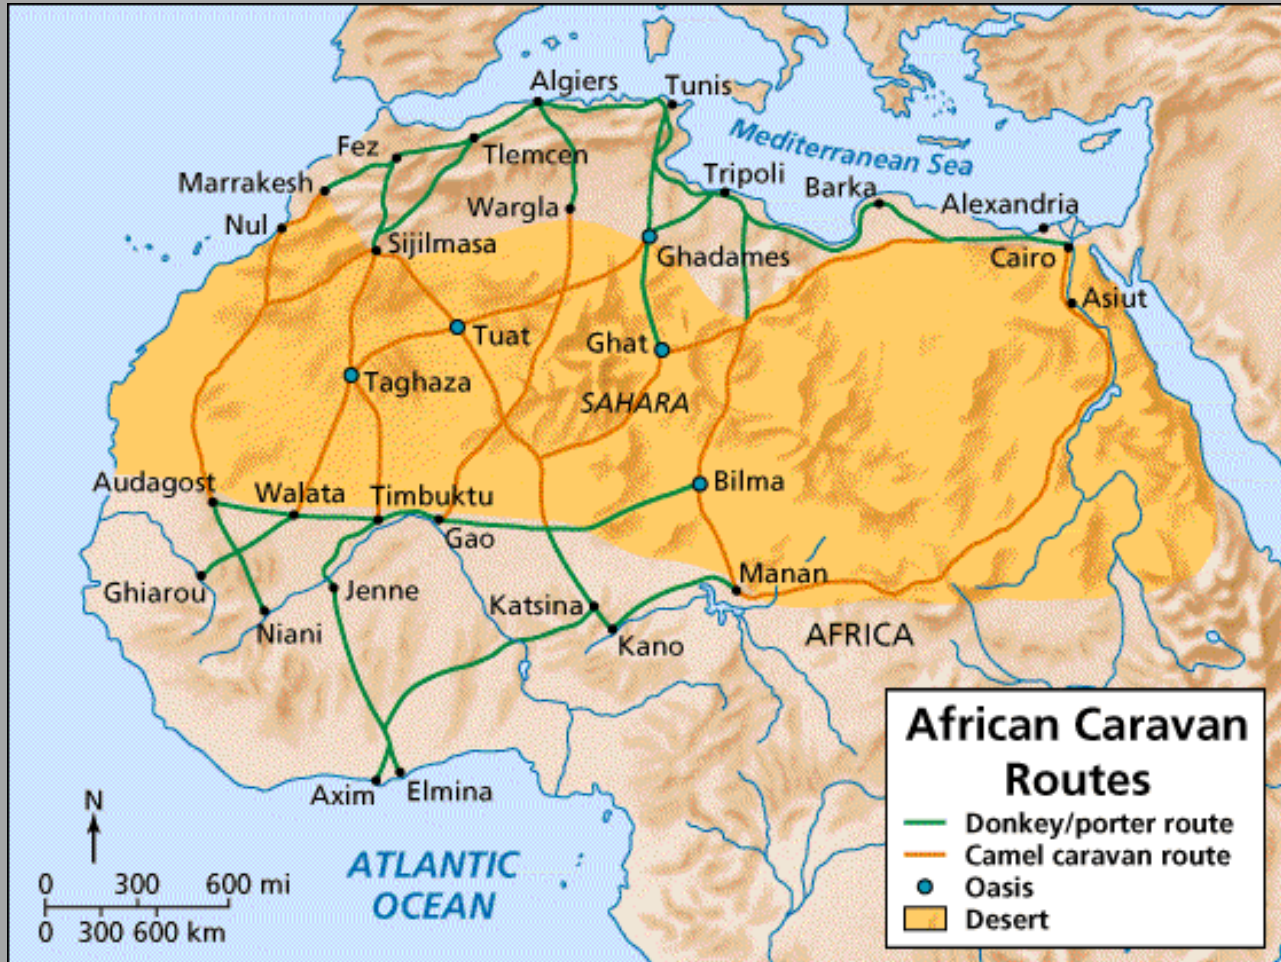 Algiers
Tunis
Mediterranean Sea
Fez
Tlemcen
Marrakesh
Tripoli
Barka
Alexandria
Nul
Wargla
Sijilmasa
Ghadames
Cairo
Asiut
Tuat
Ghat
Taghaza
SAHARA
Audagost
Walata
Timbuktu
Bilma
Gao
Ghiarou
Jenne
Manan
Niani
Katsina
Kano
AFRICA
Axim
Elmina
N
ATLANTIC
OCEAN
0 300 600 mi
0 300 600 km
African Caravan
Routes
Donkey/porter route
Camel caravan route
Oasis
Desert